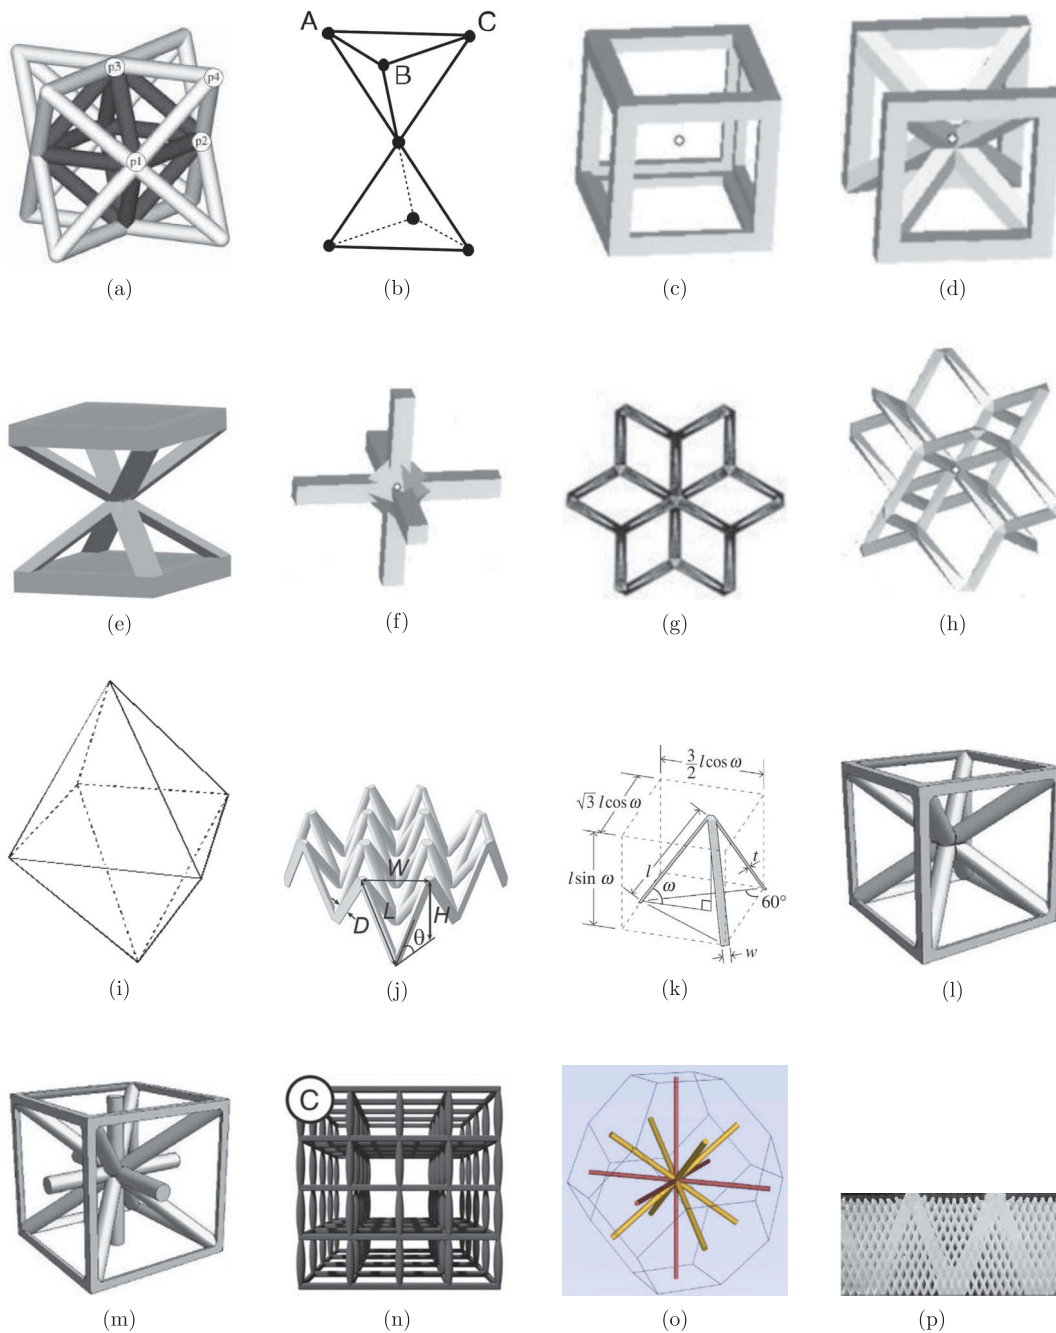 p3
p4
p2
p1
A
C
B
(a)
(b)
(c)
(d)
(e)
(f)
(g)
(h)
W
L
D
H
θ
3/2 l cos ω
√3 l cos ω
l sin ω
l
ω
t
60°
w
(i)
(j)
(k)
(l)
C
(m)
(n)
(o)
(p)